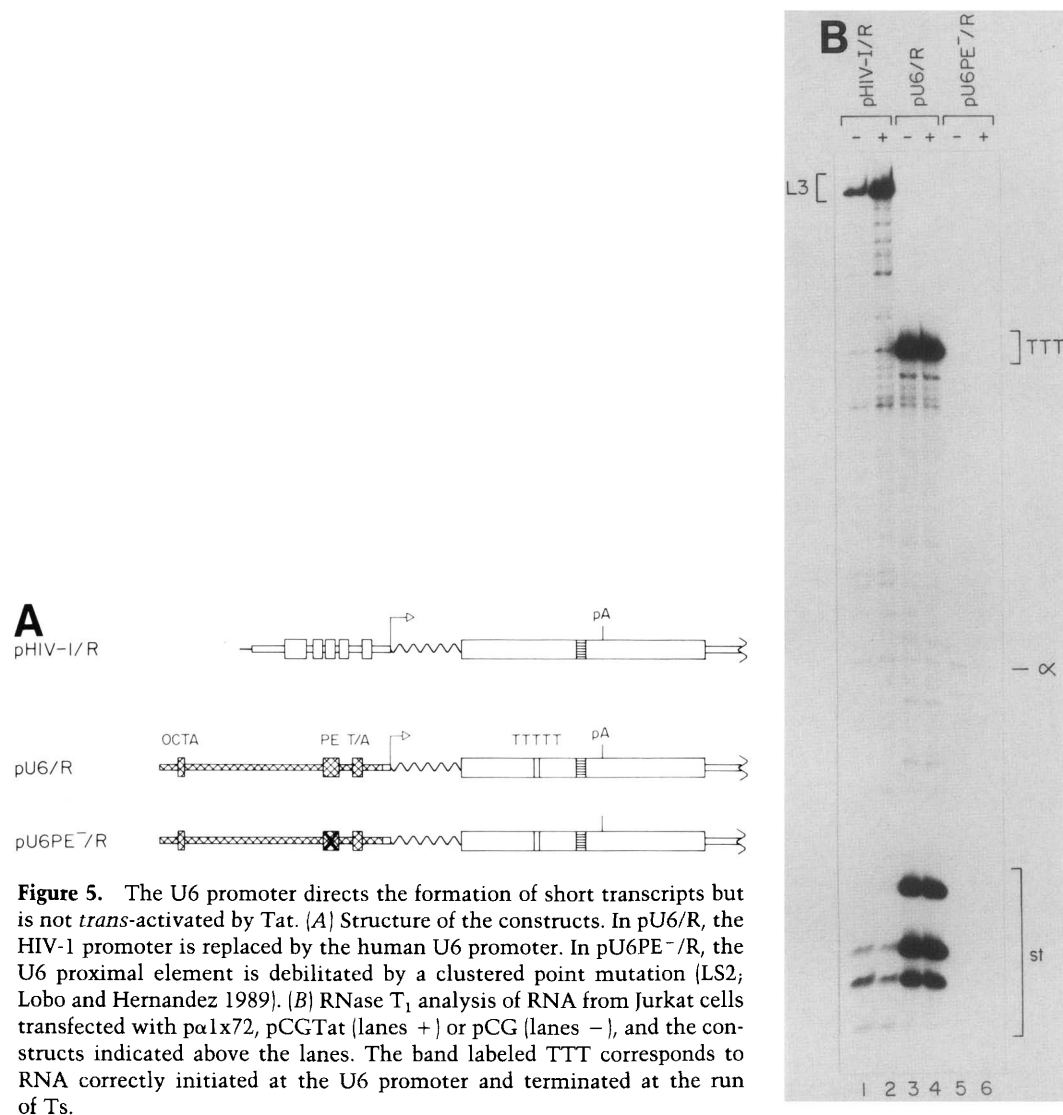 A
pHIV-I/R
pA
OCTA
PE T/A
TTTTT
pA
pU6/R
pU6PE⁻/R
Figure 5. The U6 promoter directs the formation of short transcripts but
is not trans-activated by Tat. (A) Structure of the constructs. In pU6/R, the
HIV-1 promoter is replaced by the human U6 promoter. In pU6PE⁻/R, the
U6 proximal element is debilitated by a clustered point mutation (LS2;
Lobo and Hernandez 1989). (B) RNase T₁ analysis of RNA from Jurkat cells
transfected with pα1x72, pCGTat (lanes +) or pCG (lanes −), and the con-
structs indicated above the lanes. The band labeled TTT corresponds to
RNA correctly initiated at the U6 promoter and terminated at the run
of Ts.
B
pHIV-I/R
pU6/R
pU6PE⁻/R
− + − + − +
L3
TTT
α
st
1 2 3 4 5 6